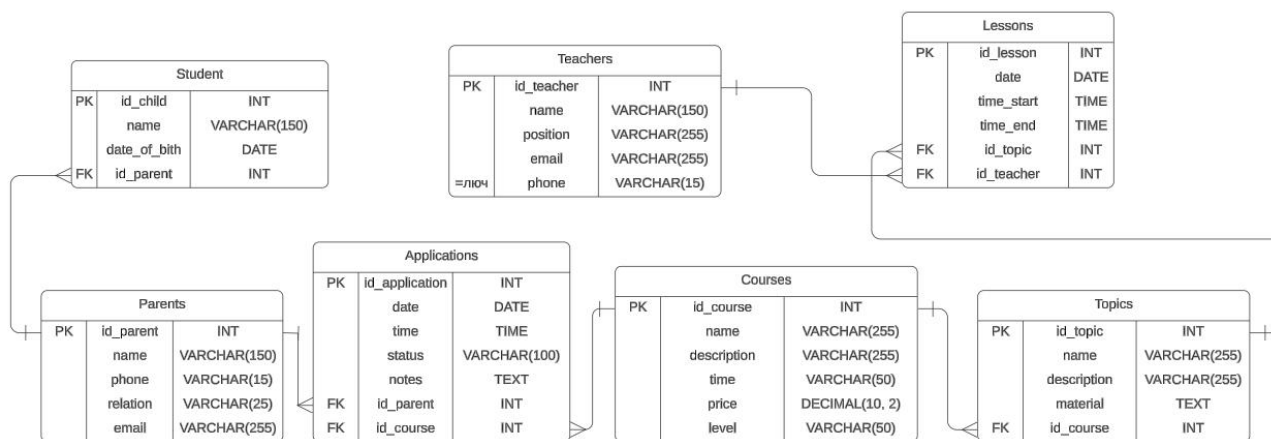 Student
PK id_child INT
name VARCHAR(150)
date_of_bith DATE
FK id_parent INT
Teachers
PK id_teacher INT
name VARCHAR(150)
position VARCHAR(255)
email VARCHAR(255)
=люч phone VARCHAR(15)
Lessons
PK id_lesson INT
date DATE
time_start TIME
time_end TIME
FK id_topic INT
FK id_teacher INT
Parents
PK id_parent INT
name VARCHAR(150)
phone VARCHAR(15)
relation VARCHAR(25)
email VARCHAR(255)
Applications
PK id_application INT
date DATE
time TIME
status VARCHAR(100)
notes TEXT
FK id_parent INT
FK id_course INT
Courses
PK id_course INT
name VARCHAR(255)
description VARCHAR(255)
time VARCHAR(50)
price DECIMAL(10, 2)
level VARCHAR(50)
Topics
PK id_topic INT
name VARCHAR(255)
description VARCHAR(255)
material TEXT
FK id_course INT